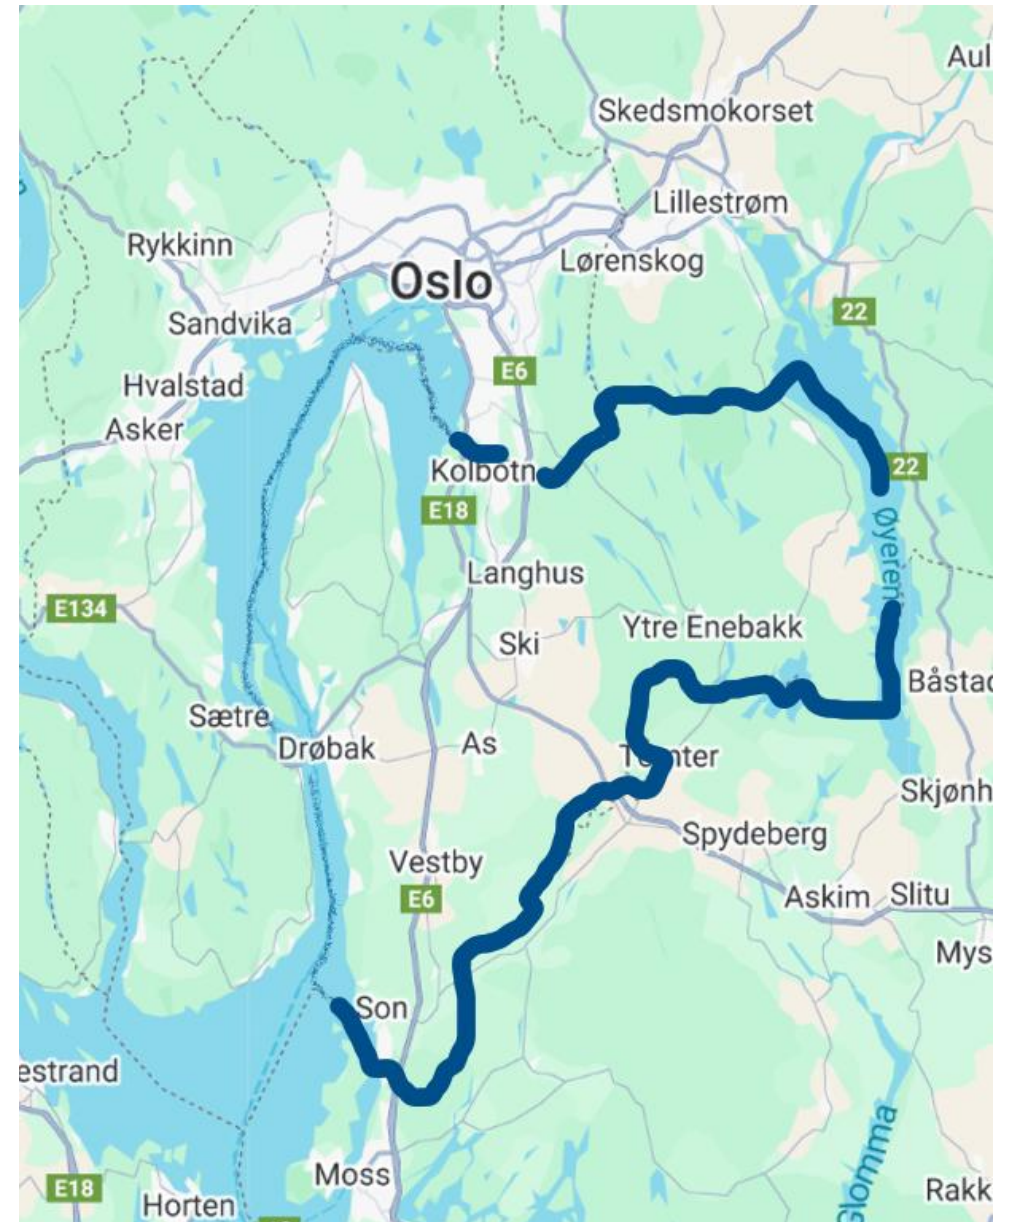 Aul
Skedsmokorset
Lillestrøm
Rykkinn
Lørenskog
Oslo
22
Sandvika
E6
Hvalstad
Asker
Kolbotn
22
E18
Øyeren
Langhus
E134
Ytre Enebakk
Ski
Båstad
Sætre
Drøbak
As
Skjønh
Spydeberg
Vestby
Askim
Slitu
E6
Mys
Son
estrand
Glomma
Moss
E18
Horten
Rakk